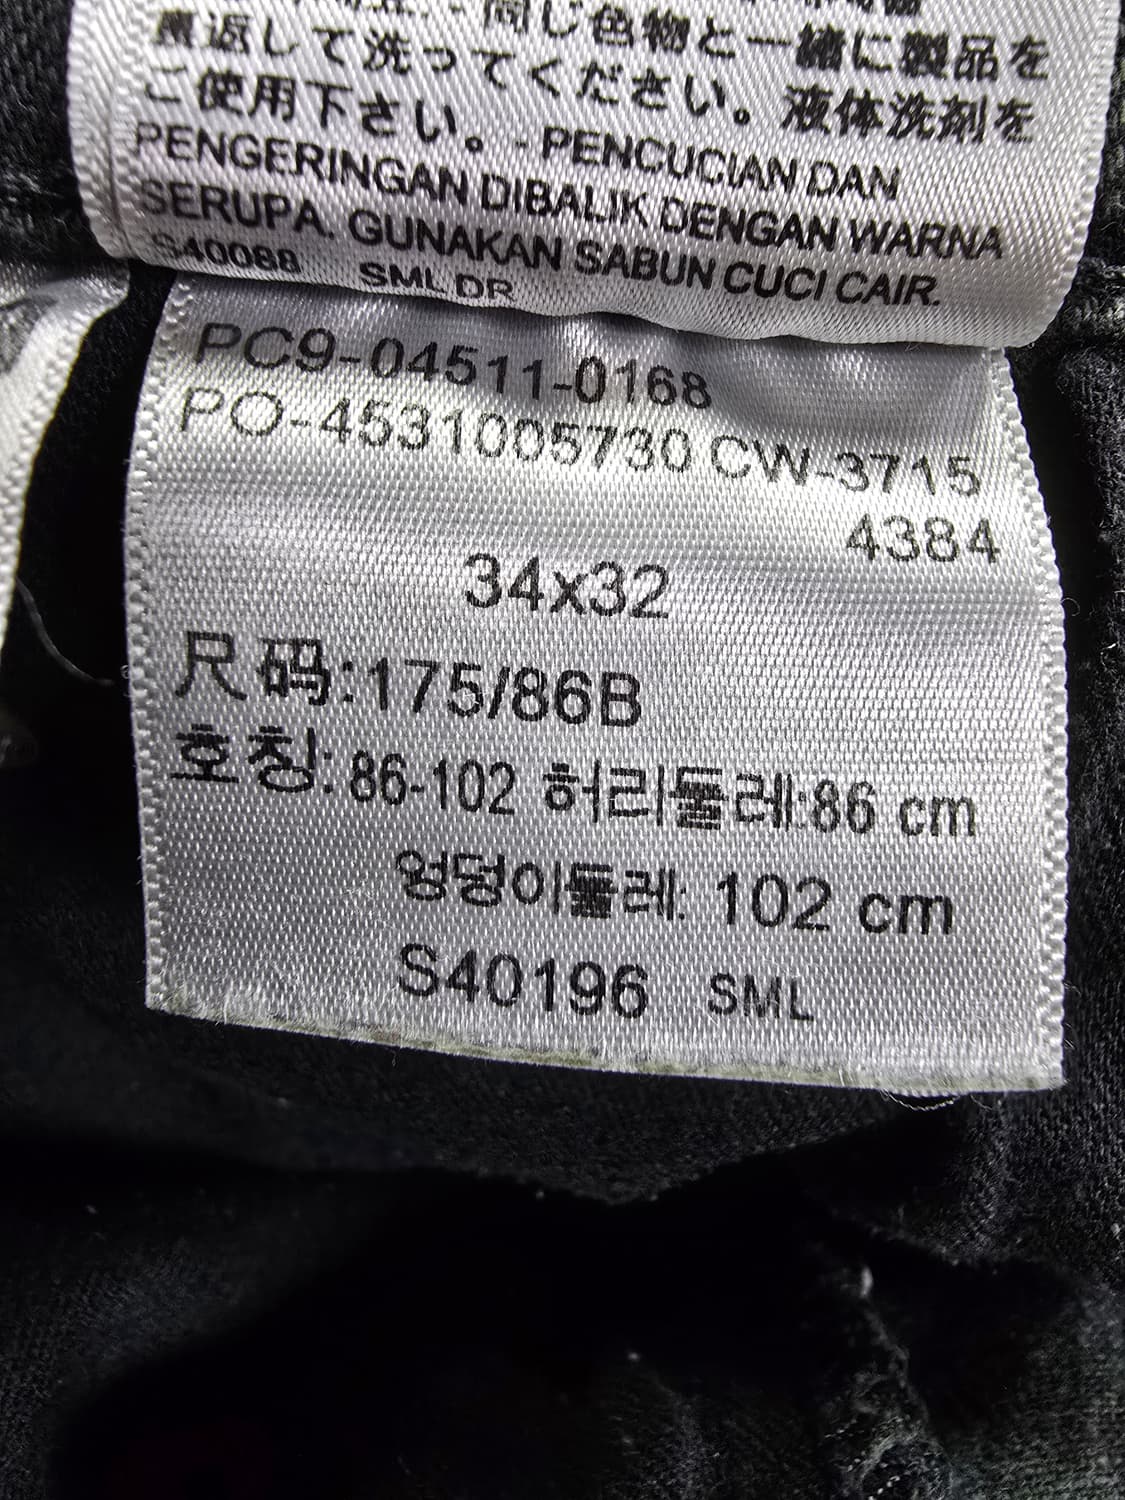 同じ色物と一緒に製品を
裏返して洗ってください。液体洗剤を
ご使用下さい。- PENCUCIAN DAN
PENGERINGAN DIBALIK DENGAN WARNA
SERUPA. GUNAKAN SABUN CUCI CAIR.
S40088 SML DR
PC9-04511-0168
PO-4531005730 CW-3715
4384
34x32
尺码:175/86B
호칭: 86-102 허리둘레:86 cm
엉덩이둘레: 102 cm
S40196 SML